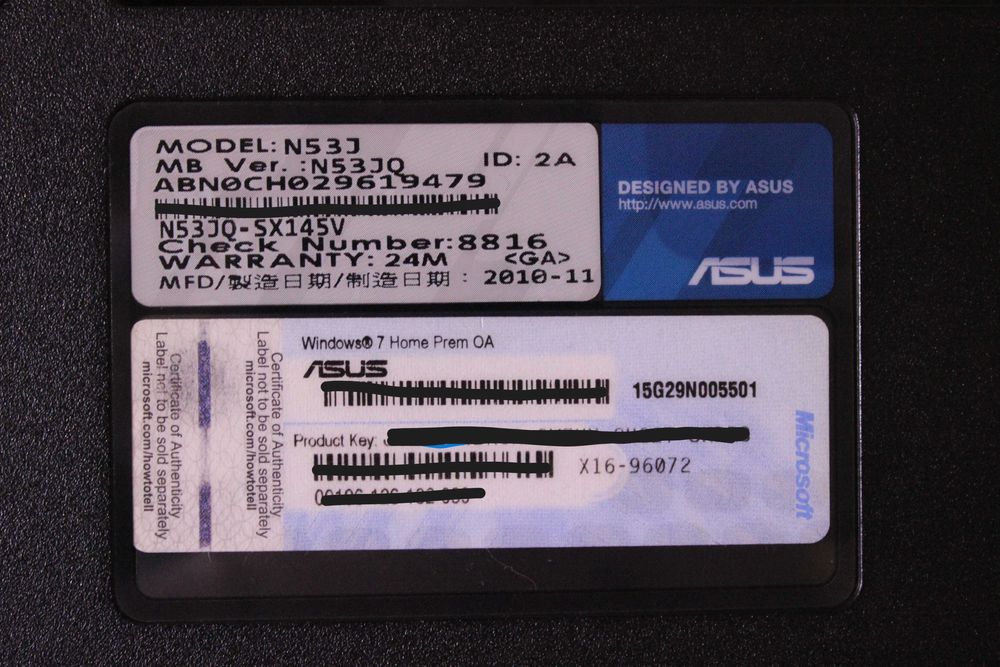 MODEL: N53J
MB Ver. :N53JQ ID: 2A
ABN0CH029619479
N53JQ-SX145V
Check Number:8816
WARRANTY: 24M <GA>
MFD/製造日期/制造日期 : 2010-11
DESIGNED BY ASUS
http://www.asus.com
ASUS
Certificate of Authenticity
Label not to be sold separately
microsoft.com/howtotell
Certificate of Authenticity
Label not to be sold separately
microsoft.com/howtotell
Windows® 7 Home Prem OA
ASUS
15G29N005501
Product Key:
X16-96072
Microsoft